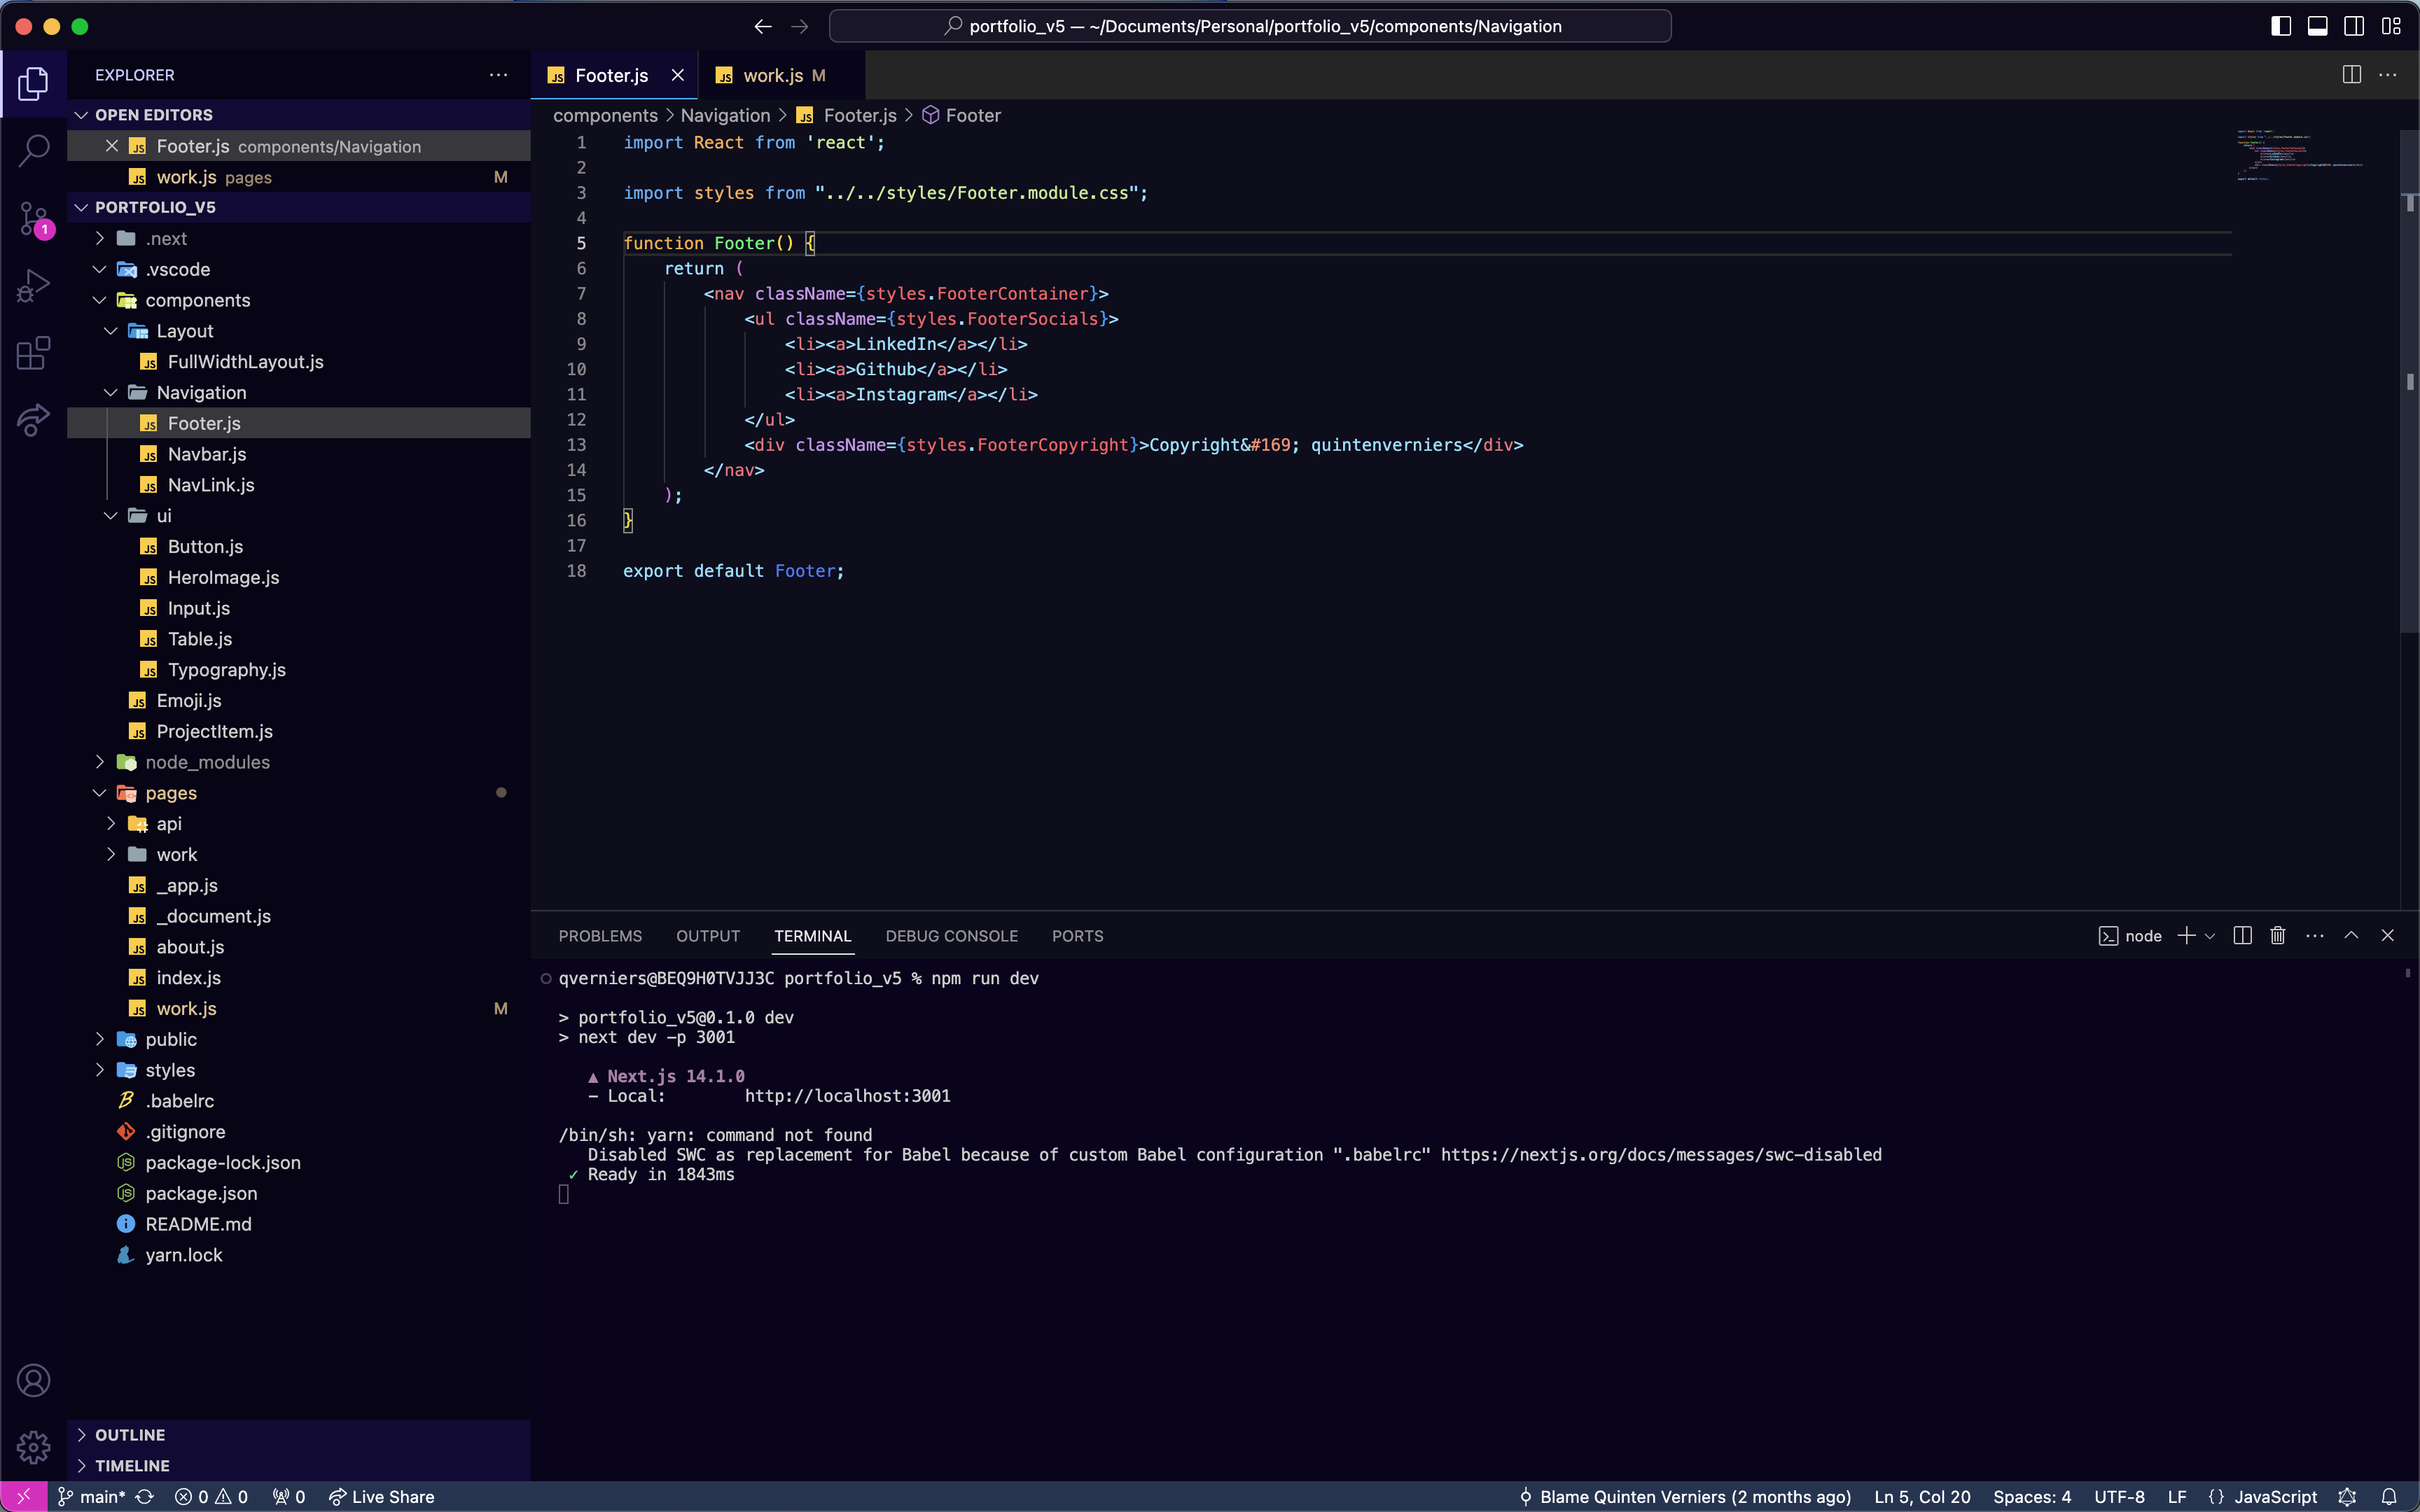 portfolio_v5 — ~/Documents/Personal/portfolio_v5/components/Navigation
EXPLORER
OPEN EDITORS
Footer.js components/Navigation
work.js pages M
PORTFOLIO_V5
.next
.vscode
components
Layout
FullWidthLayout.js
Navigation
Footer.js
Navbar.js
NavLink.js
ui
Button.js
HeroImage.js
Input.js
Table.js
Typography.js
Emoji.js
ProjectItem.js
node_modules
pages
api
work
_app.js
_document.js
about.js
index.js
work.js M
public
styles
.babelrc
.gitignore
package-lock.json
package.json
README.md
yarn.lock
OUTLINE
TIMELINE
1
Footer.js
work.js M
components > Navigation > Footer.js > Footer
1 import React from 'react';
2
3 import styles from "../../styles/Footer.module.css";
4
5 function Footer() {
6 return (
7 <nav className={styles.FooterContainer}>
8 <ul className={styles.FooterSocials}>
9 <li><a>LinkedIn</a></li>
10 <li><a>Github</a></li>
11 <li><a>Instagram</a></li>
12 </ul>
13 <div className={styles.FooterCopyright}>Copyright&#169; quintenverniers</div>
14 </nav>
15 );
16 }
17
18 export default Footer;
PROBLEMS OUTPUT TERMINAL DEBUG CONSOLE PORTS
node
qverniers@BEQ9H0TVJJ3C portfolio_v5 % npm run dev
> portfolio_v5@0.1.0 dev
> next dev -p 3001
▲ Next.js 14.1.0
- Local: http://localhost:3001
/bin/sh: yarn: command not found
Disabled SWC as replacement for Babel because of custom Babel configuration ".babelrc" https://nextjs.org/docs/messages/swc-disabled
✓ Ready in 1843ms
main* 0 0 0 Live Share
Blame Quinten Verniers (2 months ago) Ln 5, Col 20 Spaces: 4 UTF-8 LF {} JavaScript